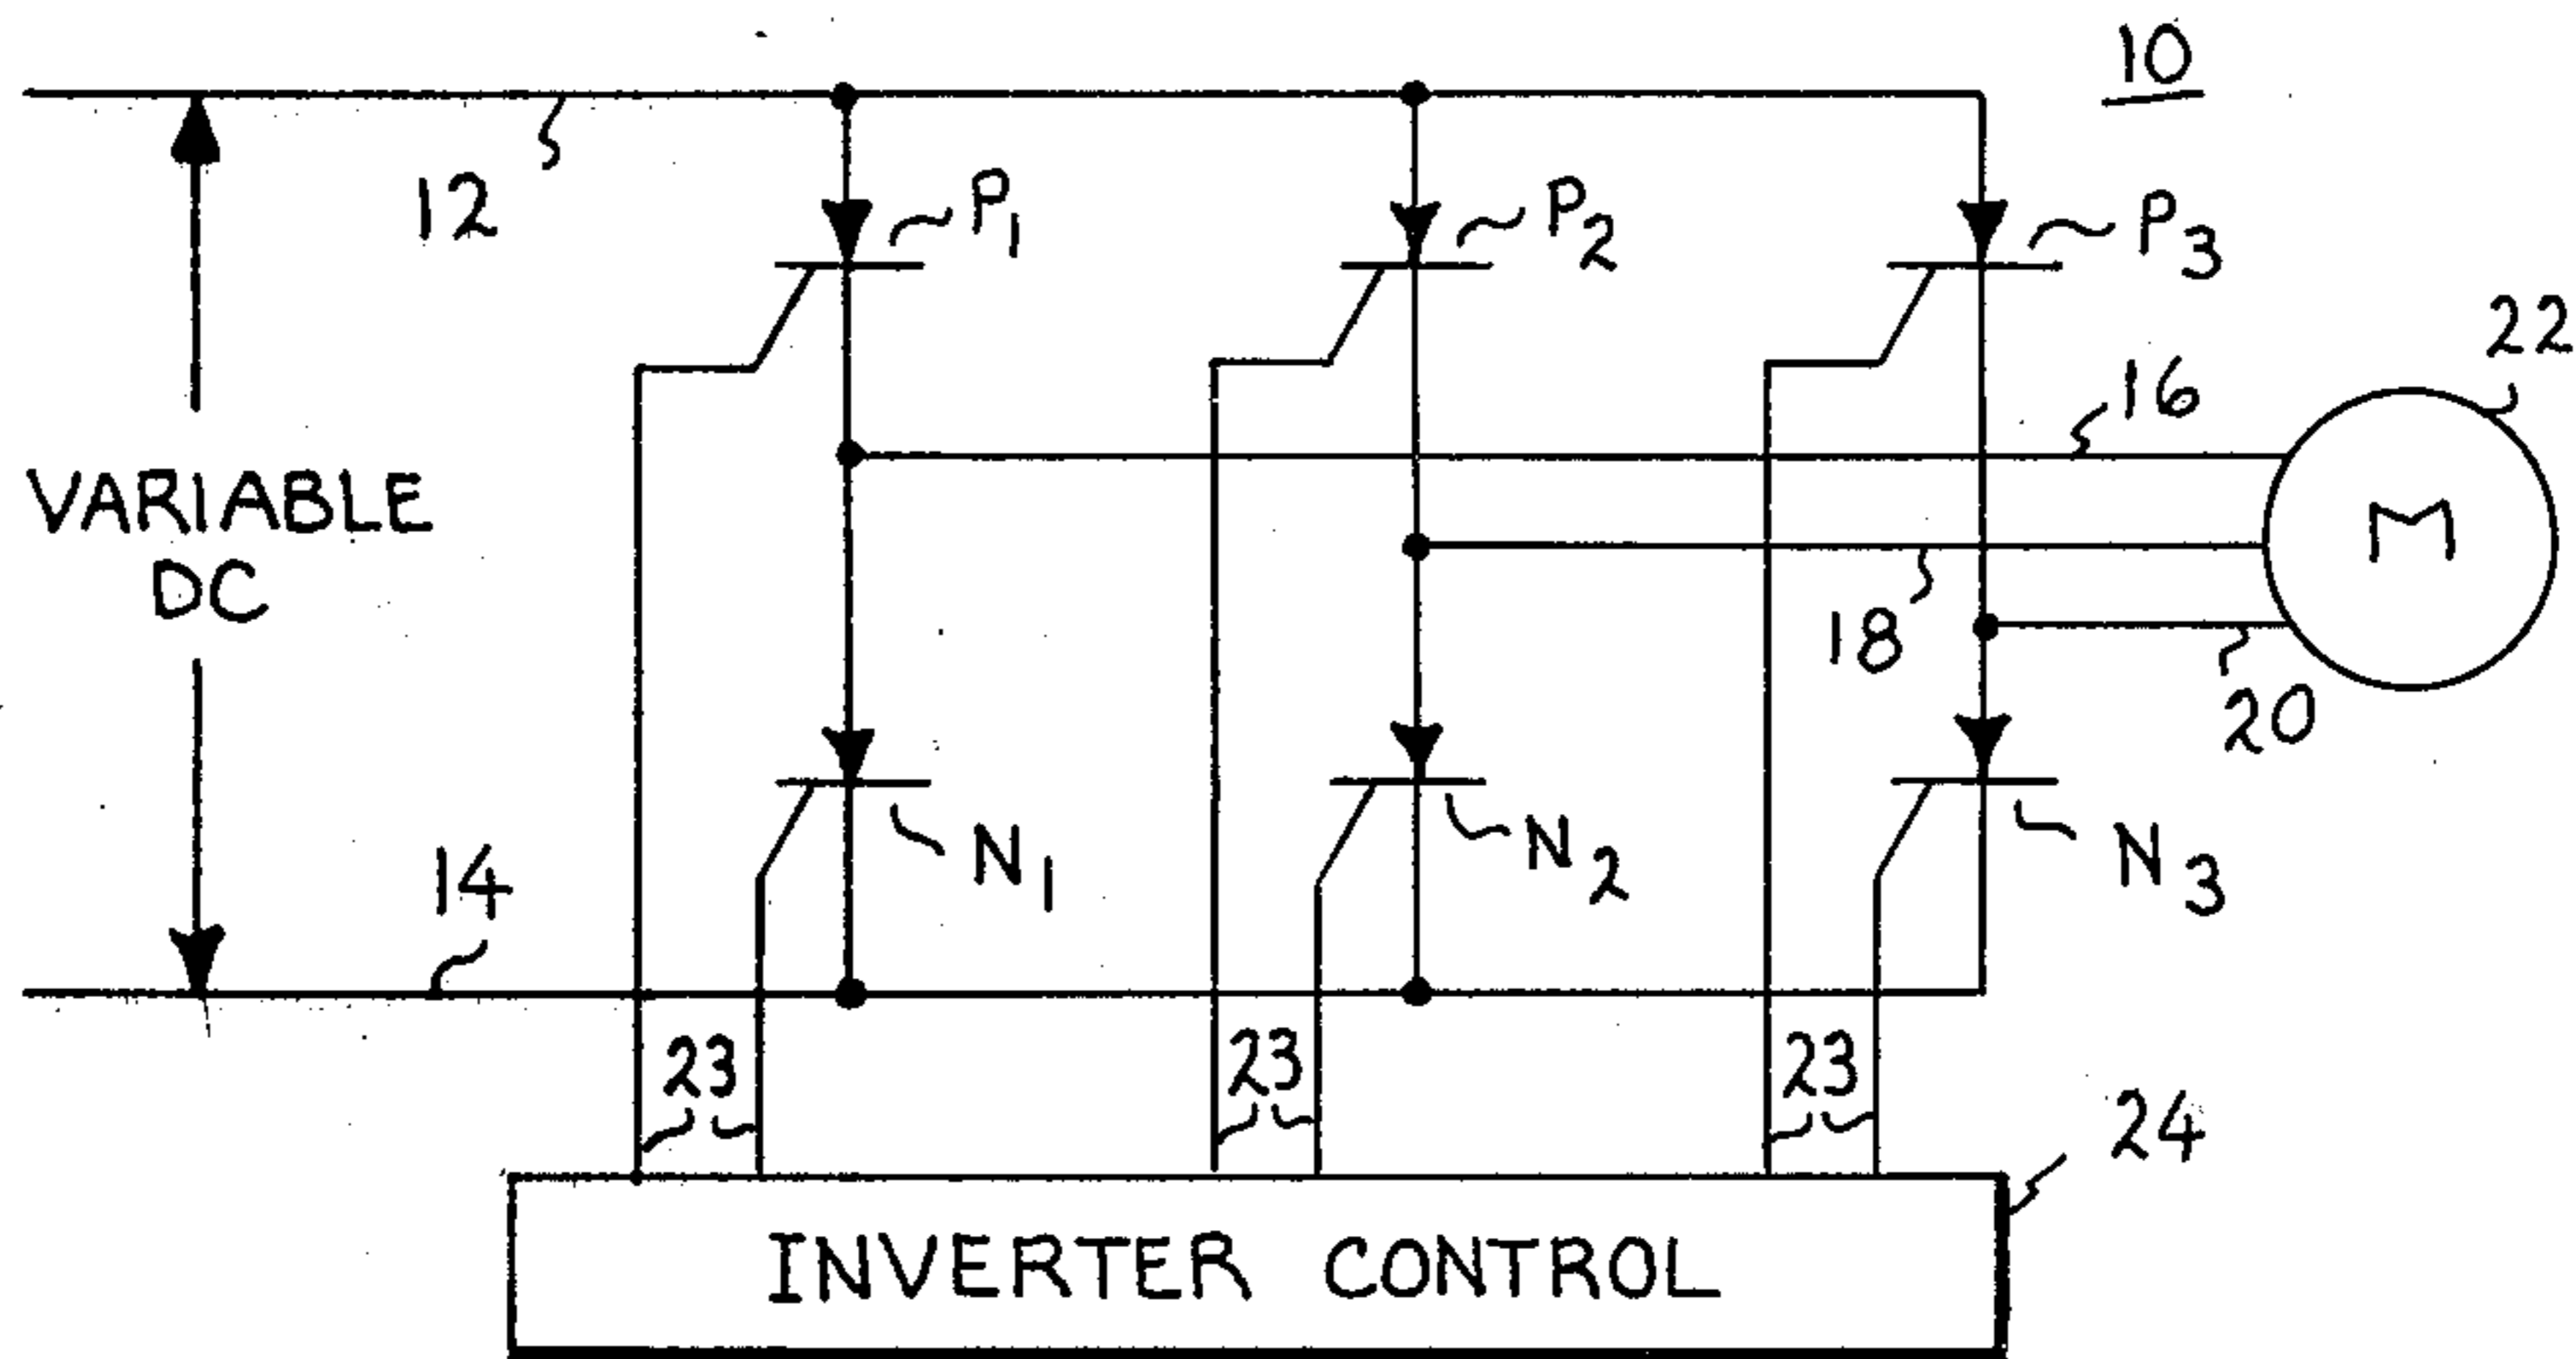 10
12
P1
P2
P3
22
16
VARIABLE
DC
M
18
20
14
N1
N2
N3
23
23
23
24
INVERTER CONTROL